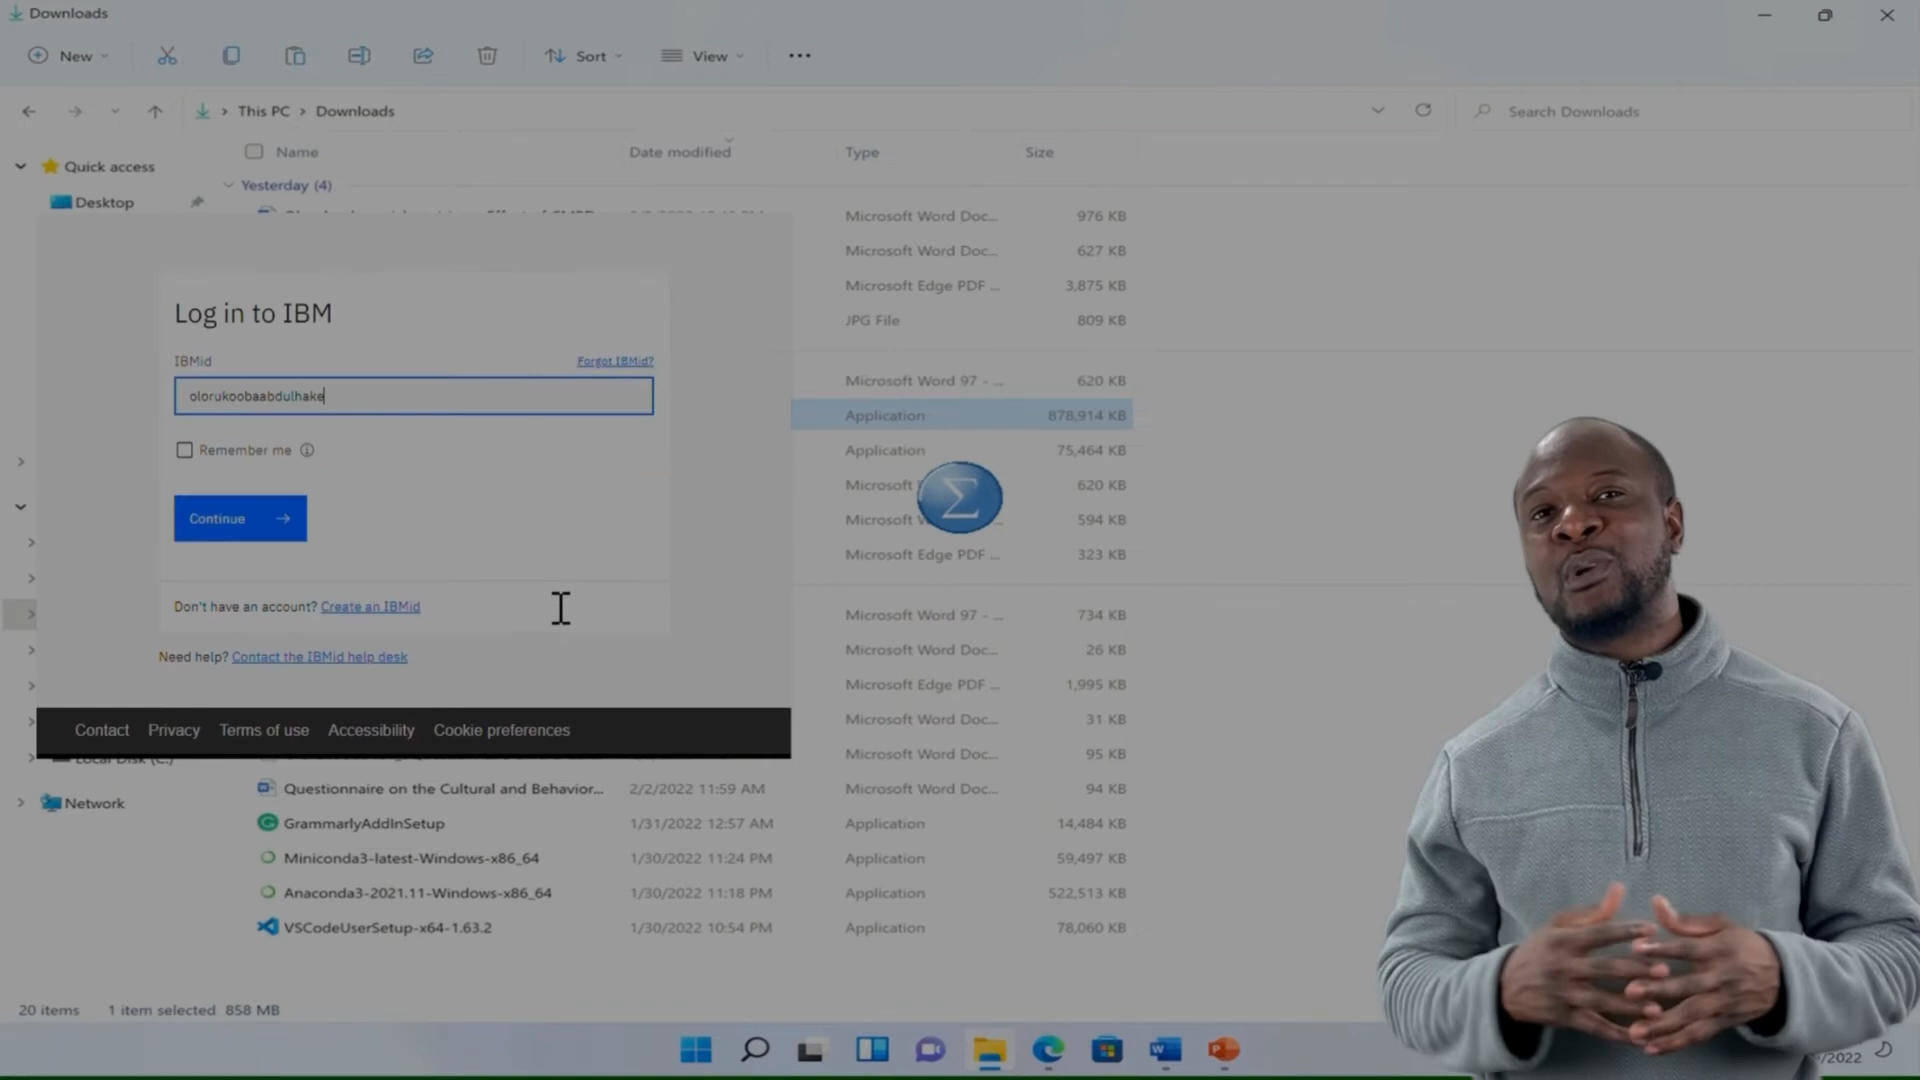 Downloads
New
Sort
View
This PC > Downloads
Search Downloads
Name Date modified Type Size
Quick access
Yesterday (4)
Desktop
Microsoft Word Doc... 976 KB
Microsoft Word Doc... 627 KB
Microsoft Edge PDF ... 3,875 KB
JPG File 809 KB
Log in to IBM
IBMid Forgot IBMid?
olorukoobaabdulhake
Remember me
Continue
Don't have an account? Create an IBMid
Need help? Contact the IBMid help desk
Contact Privacy Terms of use Accessibility Cookie preferences
Microsoft Word 97 - ... 620 KB
Application 878,914 KB
Application 75,464 KB
Microsoft 620 KB
Microsoft 594 KB
Microsoft Edge PDF ... 323 KB
Σ
Microsoft Word 97 - ... 734 KB
Microsoft Word Doc... 26 KB
Microsoft Edge PDF ... 1,995 KB
Microsoft Word Doc... 31 KB
Microsoft Word Doc... 95 KB
Local Disk (C:)
Network
Questionnaire on the Cultural and Behavior... 2/2/2022 11:59 AM Microsoft Word Doc... 94 KB
GrammarlyAddInSetup 1/31/2022 12:57 AM Application 14,484 KB
Miniconda3-latest-Windows-x86_64 1/30/2022 11:24 PM Application 59,497 KB
Anaconda3-2021.11-Windows-x86_64 1/30/2022 11:18 PM Application 522,513 KB
VSCodeUserSetup-x64-1.63.2 1/30/2022 10:54 PM Application 78,060 KB
20 items 1 item selected 858 MB
/2022